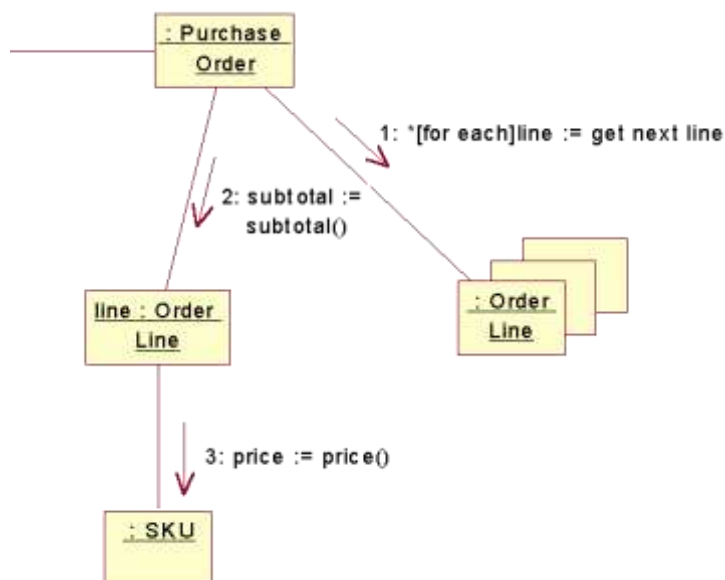 : Purchase
Order
1: *[for each]line := get next line
2: subtotal :=
subtotal()
line : Order
Line
: Order
Line
3: price := price()
: SKU